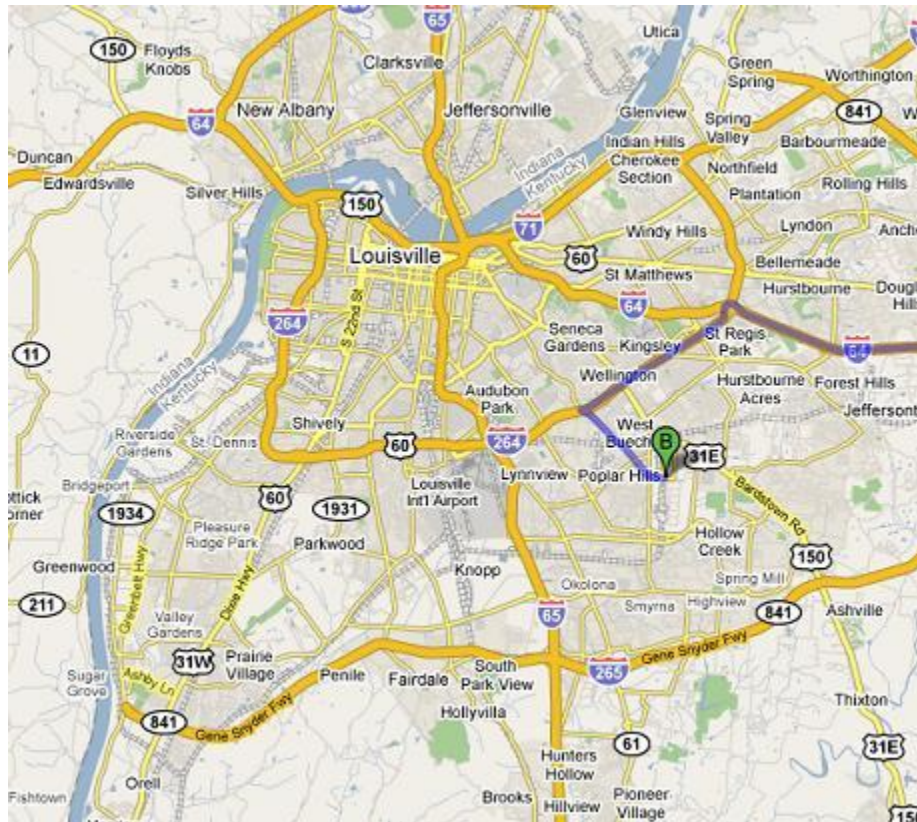 65
Utica
150
Floyds
Knobs
Clarksville
Green
Spring
Worthington
New Albany
Jeffersonville
Glenview
841
64
Spring
Valley
Indian Hills
Cherokee
Section
Barbourmeade
Duncan
Edwardsville
Indiana
Kentucky
Northfield
Rolling Hills
Silver Hills
Plantation
150
71
Windy Hills
Lyndon
Louisville
60
Bellemeade
St Matthews
Hurstbourne
264
S 22nd St
64
Seneca
Gardens
Kingsley
St Regis
Park
64
11
Indiana
Kentucky
Wellington
Hurstbourne
Acres
Forest Hills
Audubon
Park
Shively
West
Buech
B
31E
Riverside
Gardens
St. Dennis
60
264
Lynnview
Poplar Hills
Bridgeport
60
Louisville
Int'l Airport
Bardstown Rd
1934
1931
Pleasure
Ridge Park
Parkwood
Hollow
Creek
150
Greenwood
Greenbelt Hwy
Dixie Hwy
Knopp
Okolona
Spring Mill
211
Smyrna
Highview
841
Ashville
Valley
Gardens
65
Gene Snyder Fwy
31W
Prairie
Village
Sugar
Grove
Ashby Ln
Penile
Fairdale
South
Park View
265
Thixton
841
Gene Snyder Fwy
Hollyvilla
61
31E
Orell
Hunters
Hollow
Fishtown
Brooks
Hillview
Pioneer
Village